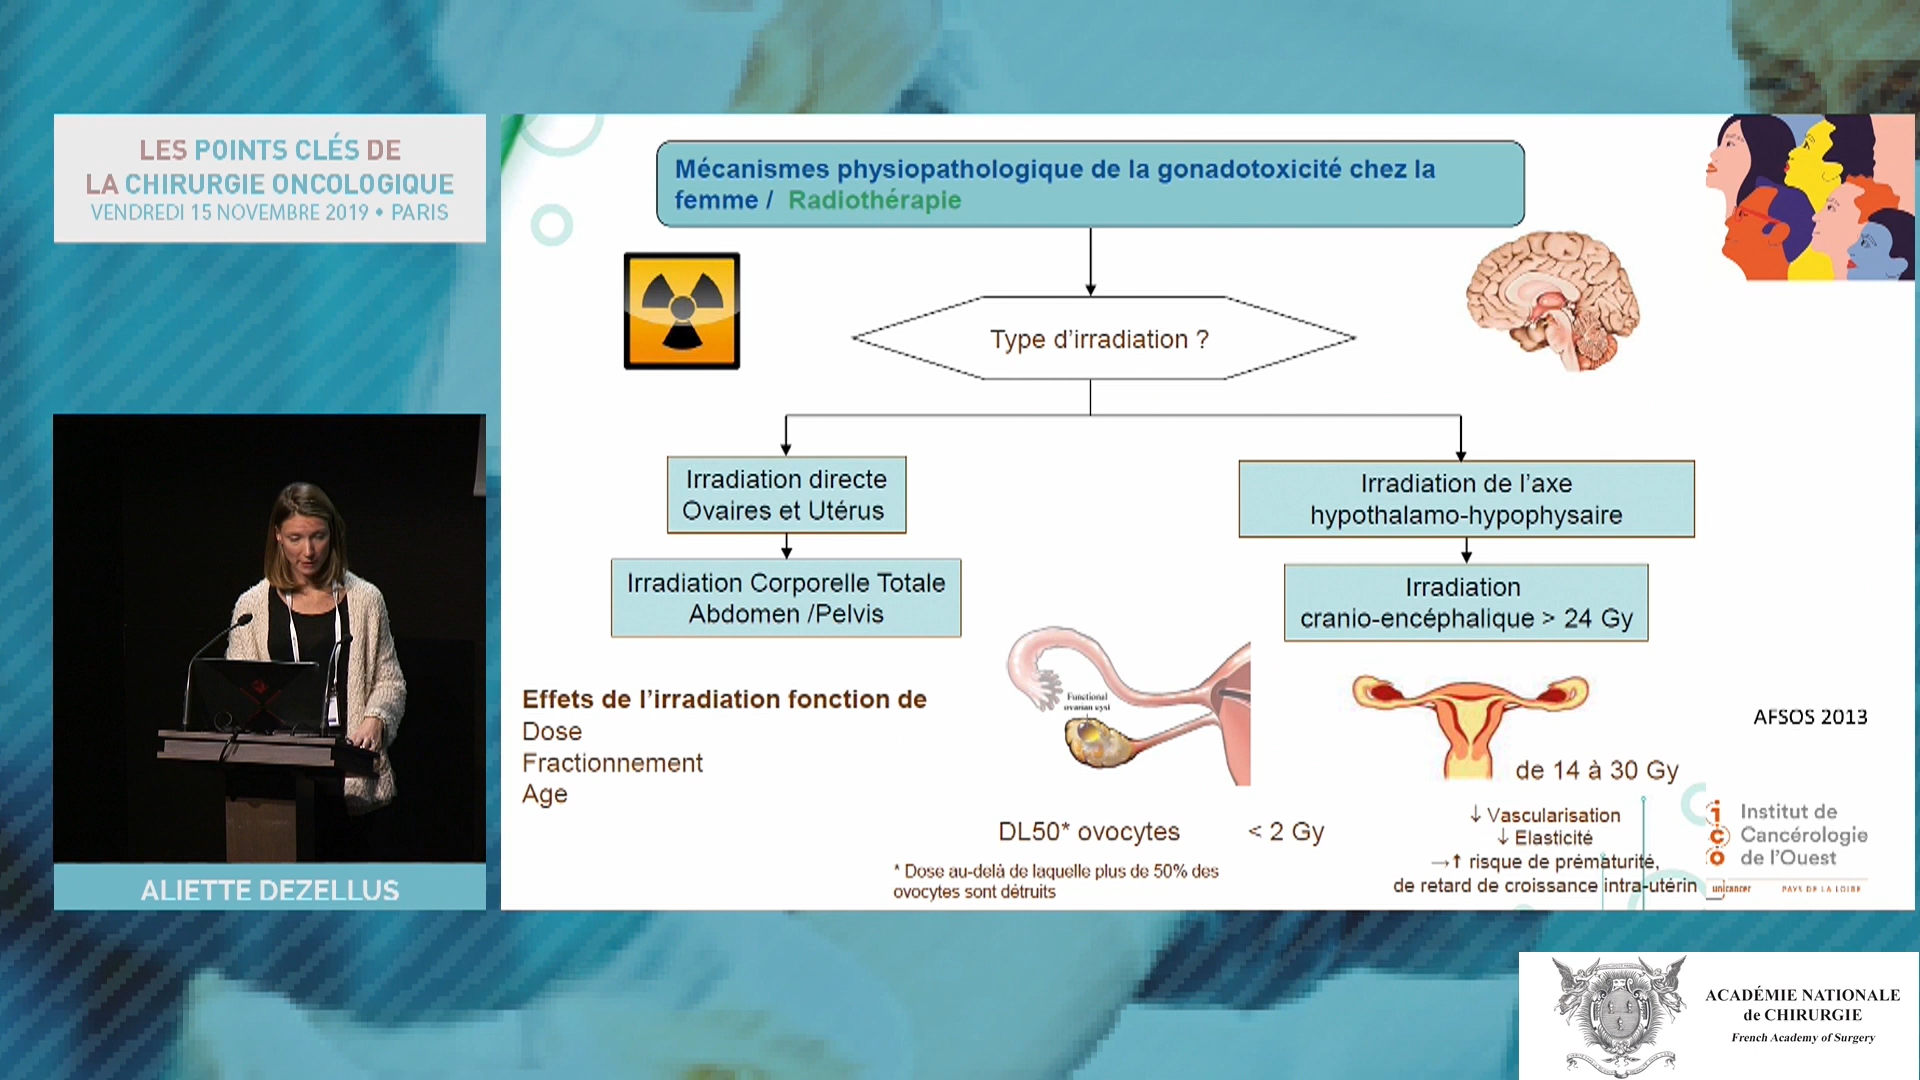 LES POINTS CLÉS DE
LA CHIRURGIE ONCOLOGIQUE
VENDREDI 15 NOVEMBRE 2019 • PARIS
ALIETTE DEZELLUS
Mécanismes physiopathologique de la gonadotoxicité chez la
femme / Radiothérapie
Type d’irradiation ?
Irradiation directe
Ovaires et Utérus
Irradiation Corporelle Totale
Abdomen /Pelvis
Irradiation de l’axe
hypothalamo-hypophysaire
Irradiation
cranio-encéphalique > 24 Gy
Effets de l’irradiation fonction de
Dose
Fractionnement
Age
Functional
ovarian cyst
DL50* ovocytes < 2 Gy
* Dose au-delà de laquelle plus de 50% des
ovocytes sont détruits
de 14 à 30 Gy
↓ Vascularisation
↓ Elasticité
→↑ risque de prématurité,
de retard de croissance intra-utérin
AFSOS 2013
ico
Institut de
Cancérologie
de l’Ouest
unicancer PAYS DE LA LOIRE
ACADÉMIE NATIONALE
de CHIRURGIE
French Academy of Surgery